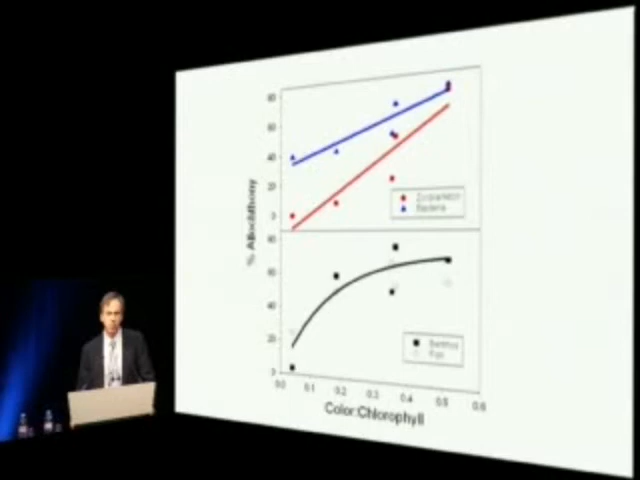 80
60
40
20
0
Zooplankton
Bacteria
% Allochthony
80
60
40
20
0
Benthos
Fish
0.0 0.1 0.2 0.3 0.4 0.5 0.6
Color:Chlorophyll